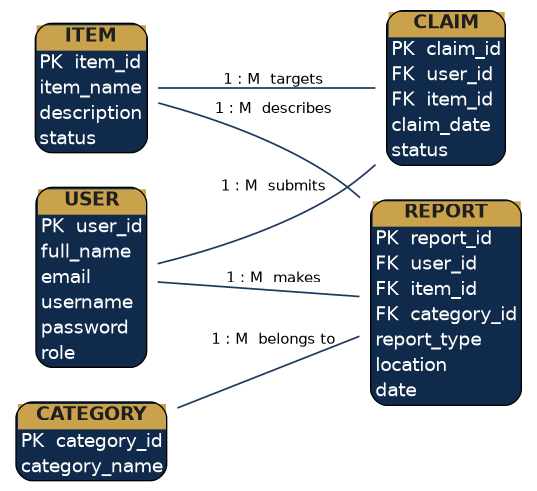 ITEM
PK item_id
item_name
description
status
USER
PK user_id
full_name
email
username
password
role
CATEGORY
PK category_id
category_name
1 : M targets
1 : M describes
1 : M submits
1 : M makes
1 : M belongs to
CLAIM
PK claim_id
FK user_id
FK item_id
claim_date
status
REPORT
PK report_id
FK user_id
FK item_id
FK category_id
report_type
location
date